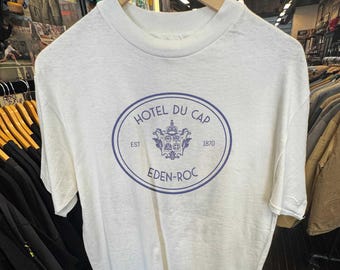 HOTEL DU CAP
EST 1870
EDEN-ROC